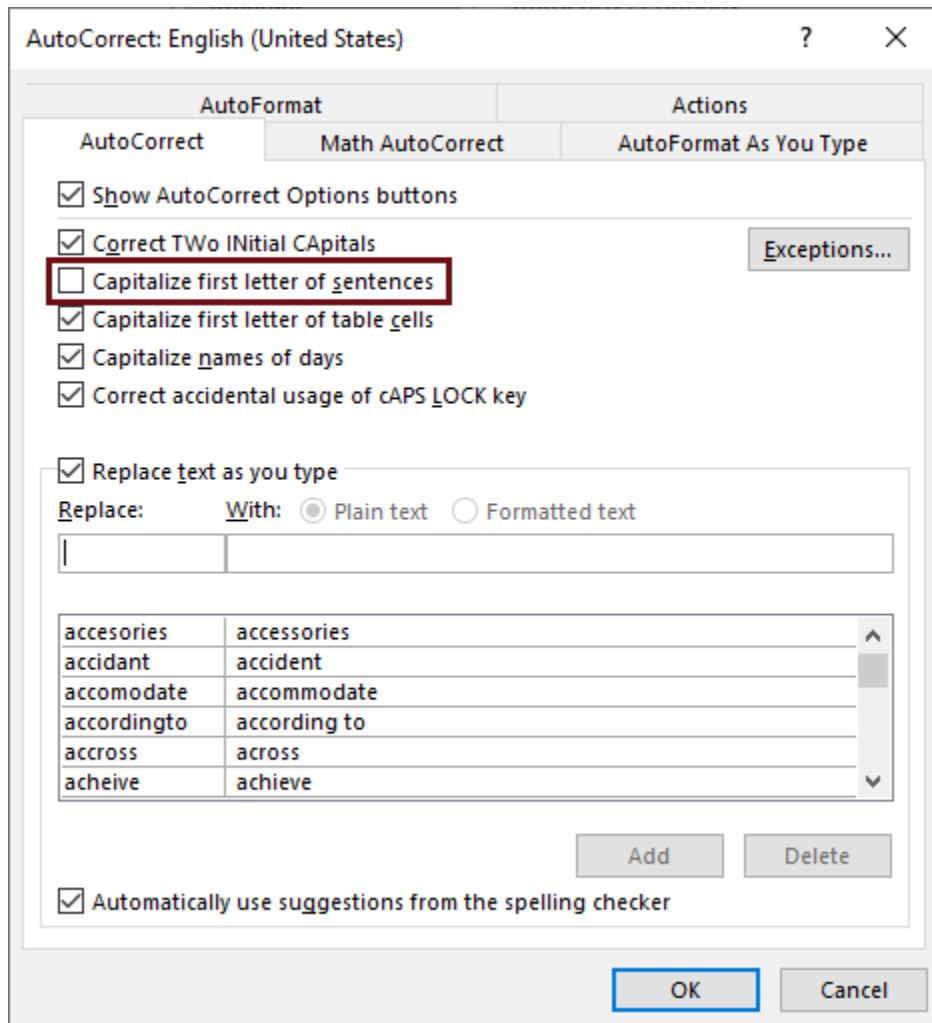 AutoCorrect: English (United States) ? ×
AutoFormat Actions
AutoCorrect Math AutoCorrect AutoFormat As You Type
Show AutoCorrect Options buttons
Correct TWo INitial CApitals Exceptions...
Capitalize first letter of sentences
Capitalize first letter of table cells
Capitalize names of days
Correct accidental usage of cAPS LOCK key
Replace text as you type
Replace: With: Plain text Formatted text
accesories accessories
accidant accident
accomodate accommodate
accordingto according to
accross across
acheive achieve
Add Delete
Automatically use suggestions from the spelling checker
OK Cancel